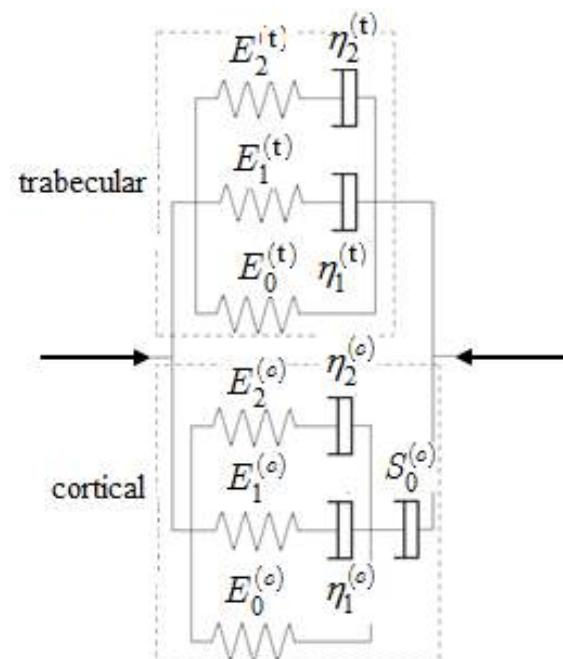 E₂⁽ᵗ⁾ η₂⁽ᵗ⁾
E₁⁽ᵗ⁾
trabecular
E₀⁽ᵗ⁾ η₁⁽ᵗ⁾
E₂⁽ᶜ⁾ η₂⁽ᶜ⁾
E₁⁽ᶜ⁾ S₀⁽ᶜ⁾
cortical
E₀⁽ᶜ⁾ η₁⁽ᶜ⁾